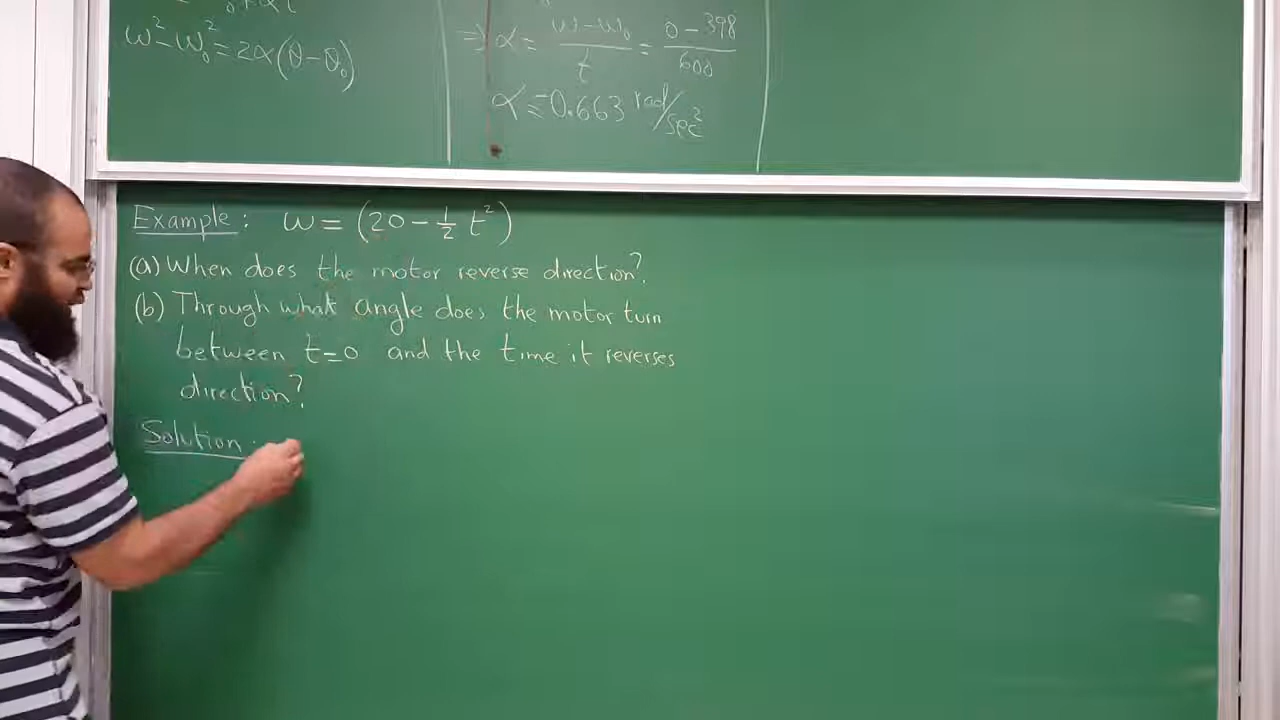 ω²-ω₀²=2α(θ-θ₀)
⇒ α = (ω-ω₀)/t = (0-398)/600
α = -0.663 rad/sec²
Example: ω = (20 - ½ t²)
(a) When does the motor reverse direction?
(b) Through what angle does the motor turn
between t=0 and the time it reverses
direction?
Solution: